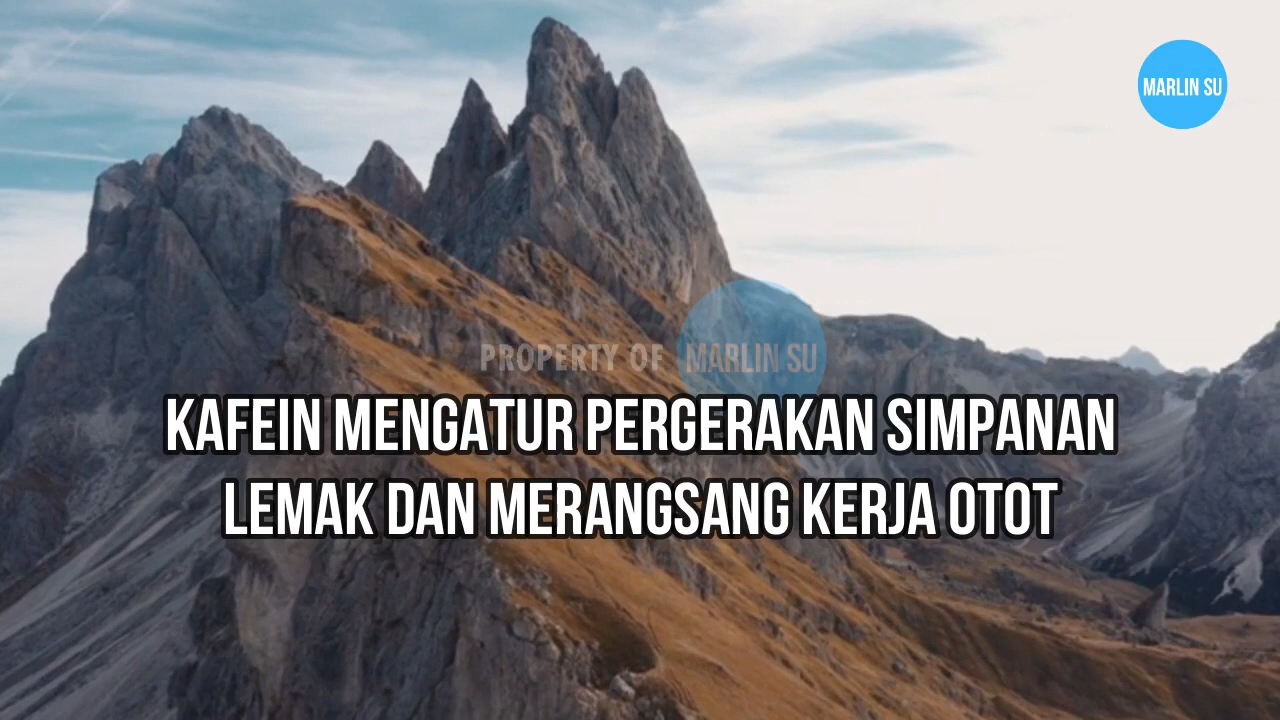 MARLIN SU
PROPERTY OF MARLIN SU
KAFEIN MENGATUR PERGERAKAN SIMPANAN
LEMAK DAN MERANGSANG KERJA OTOT